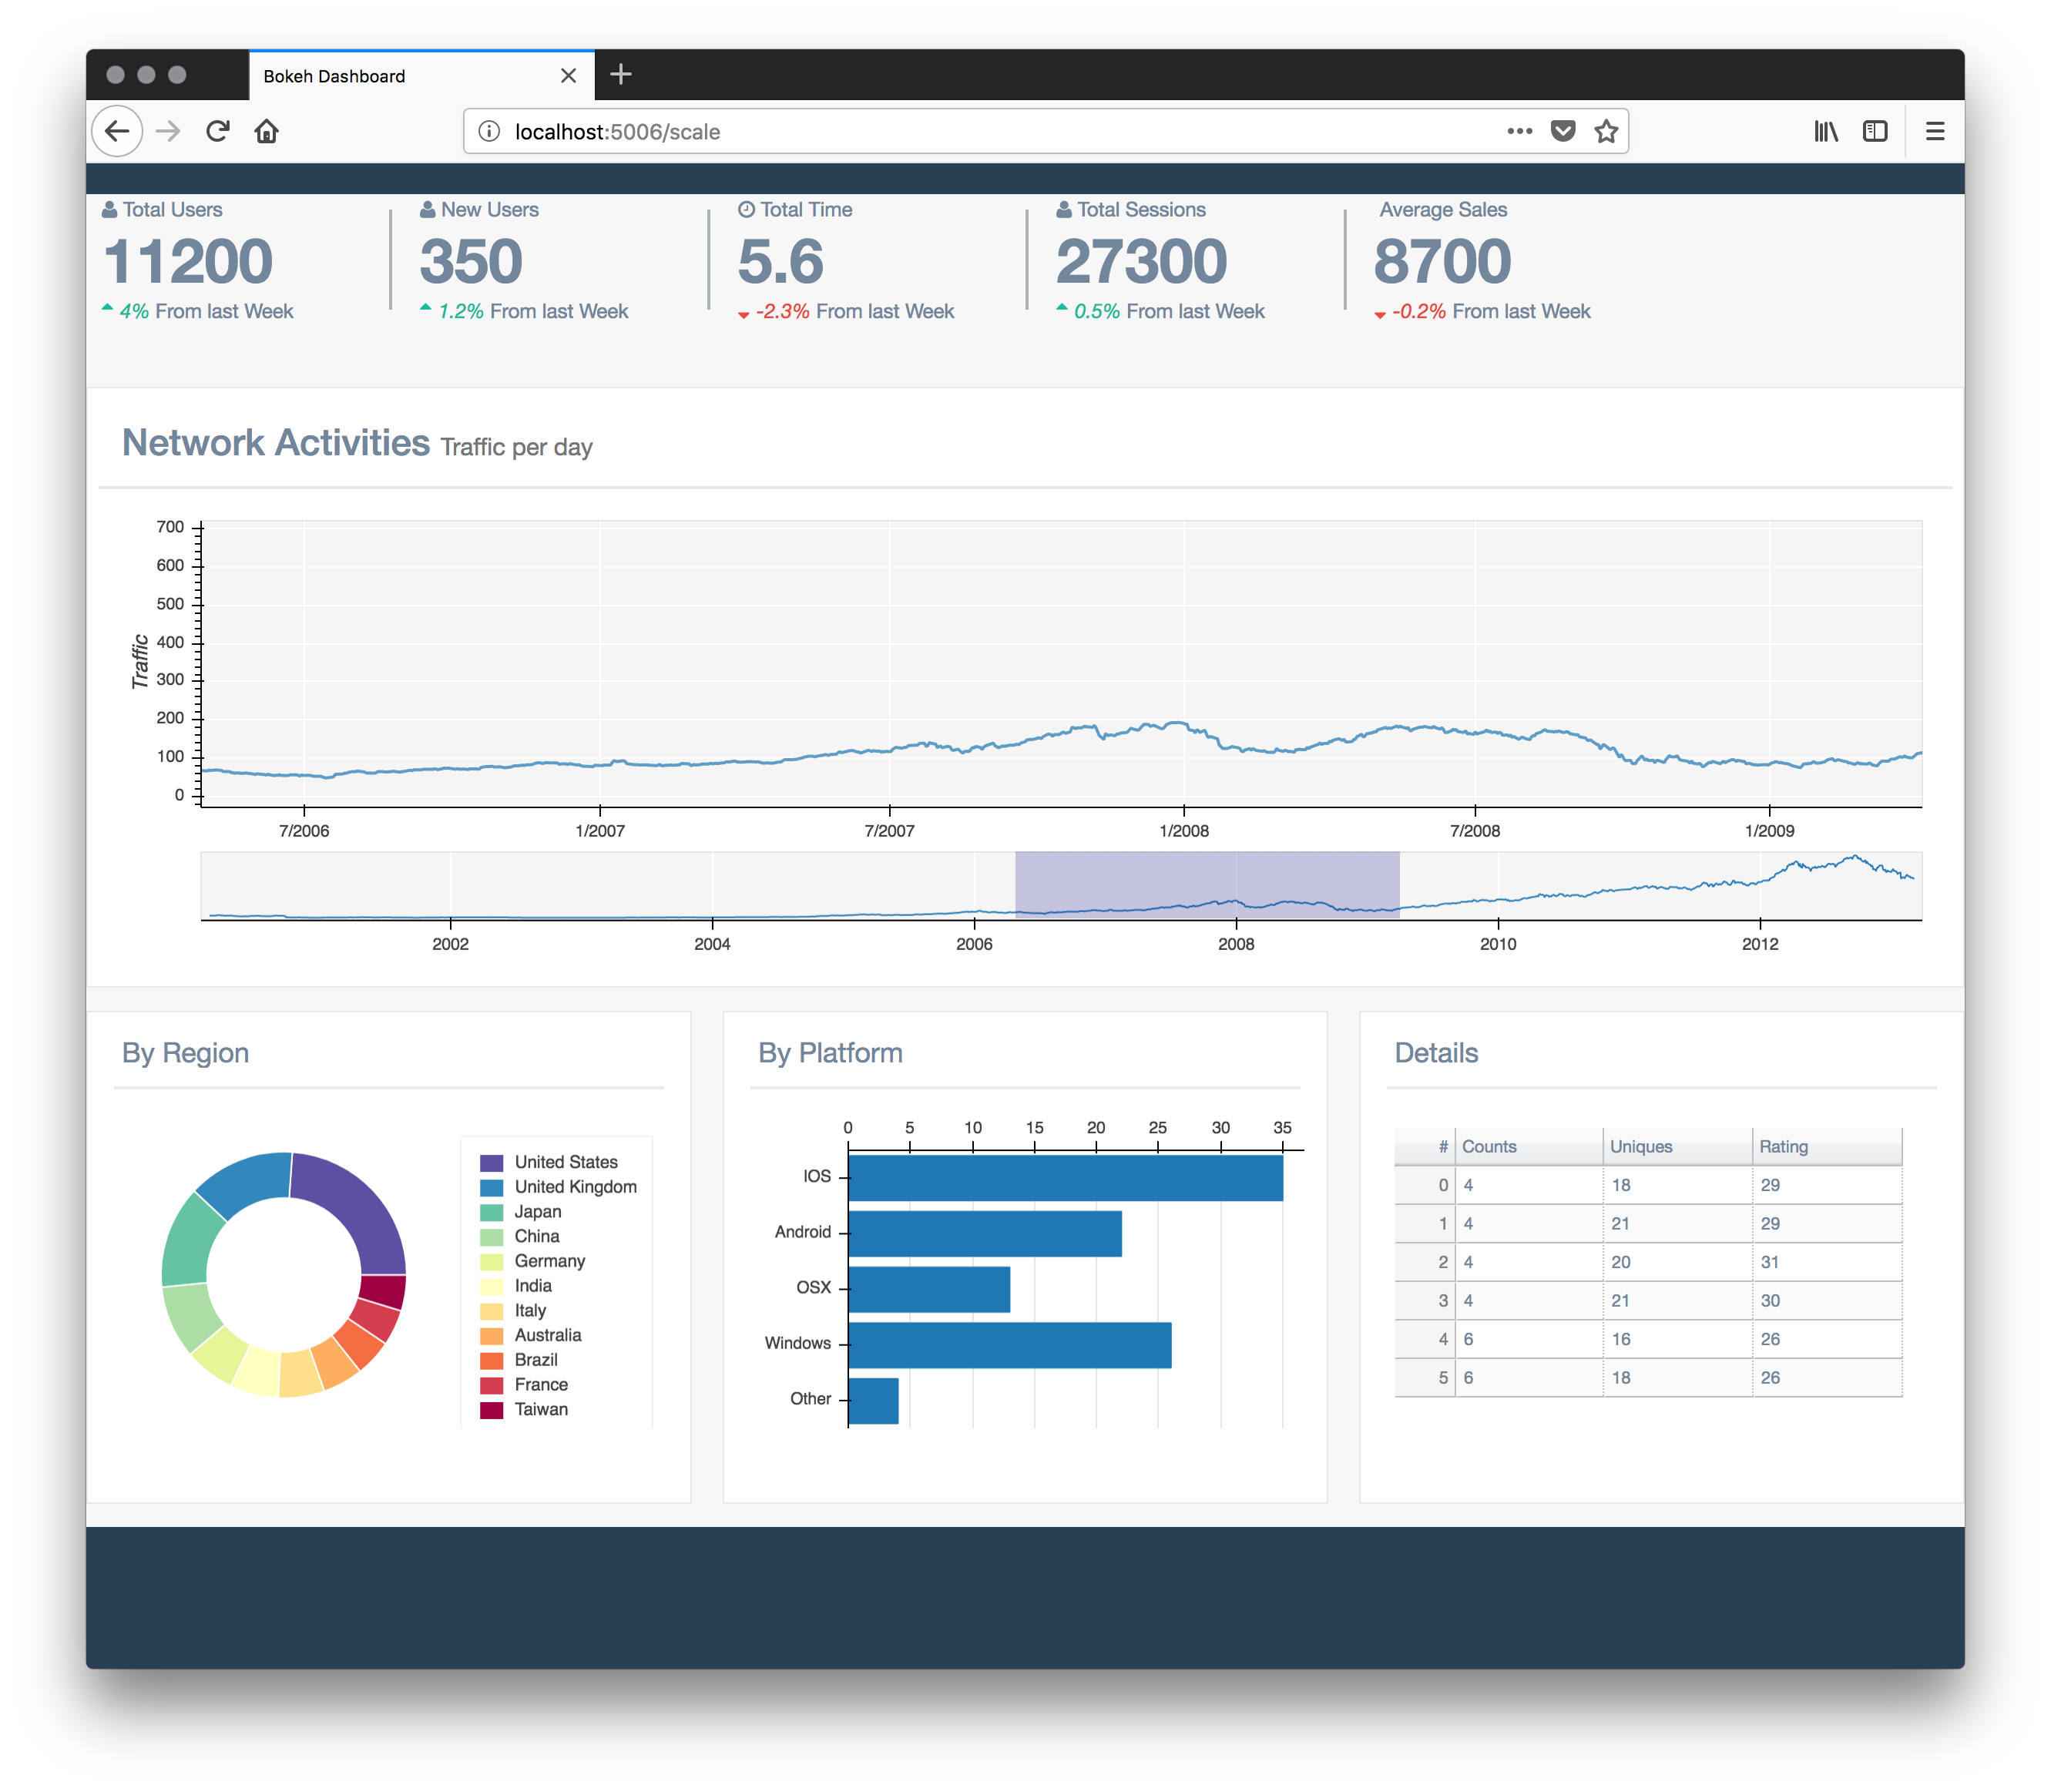 Bokeh Dashboard
localhost:5006/scale
Total Users
11200
4% From last Week
New Users
350
1.2% From last Week
Total Time
5.6
-2.3% From last Week
Total Sessions
27300
0.5% From last Week
Average Sales
8700
-0.2% From last Week
Network Activities Traffic per day
Traffic
700
600
500
400
300
200
100
0
7/2006 1/2007 7/2007 1/2008 7/2008 1/2009
2002 2004 2006 2008 2010 2012
By Region
United States
United Kingdom
Japan
China
Germany
India
Italy
Australia
Brazil
France
Taiwan
By Platform
0 5 10 15 20 25 30 35
IOS
Android
OSX
Windows
Other
Details
# Counts Uniques Rating
0 4 18 29
1 4 21 29
2 4 20 31
3 4 21 30
4 6 16 26
5 6 18 26